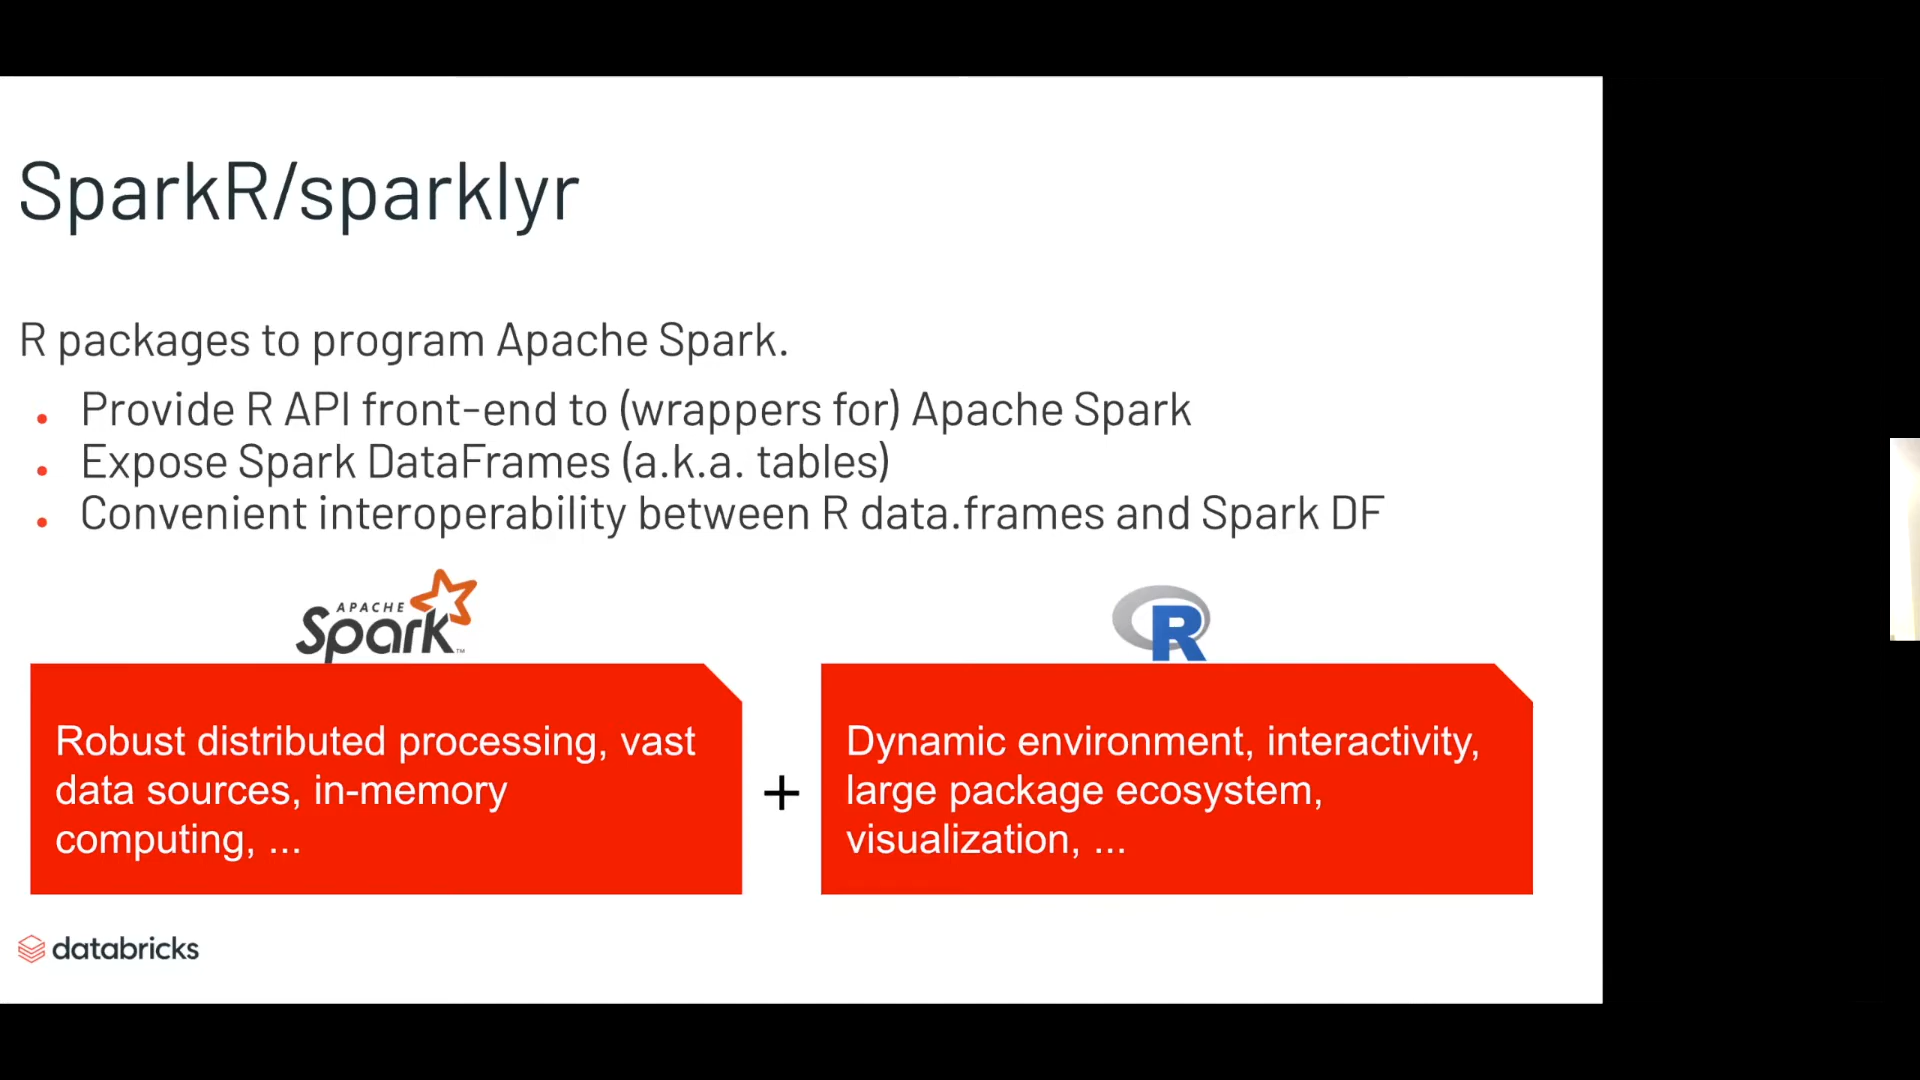 SparkR/sparklyr
R packages to program Apache Spark.
• Provide R API front-end to (wrappers for) Apache Spark
• Expose Spark DataFrames (a.k.a. tables)
• Convenient interoperability between R data.frames and Spark DF
APACHE
Spark™
R
Robust distributed processing, vast
data sources, in-memory
computing, ...
+
Dynamic environment, interactivity,
large package ecosystem,
visualization, ...
databricks